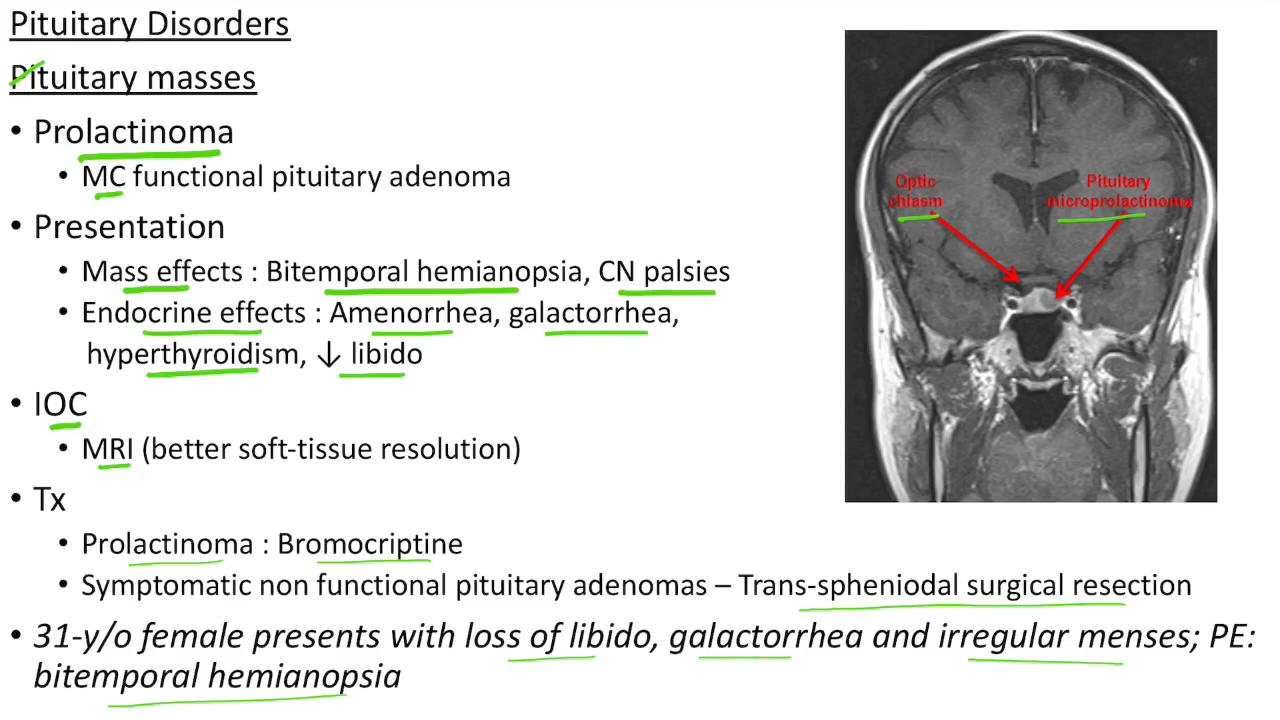 Pituitary Disorders
Pituitary masses
• Prolactinoma
• MC functional pituitary adenoma
• Presentation
• Mass effects : Bitemporal hemianopsia, CN palsies
• Endocrine effects : Amenorrhea, galactorrhea,
hyperthyroidism, ↓ libido
• IOC
• MRI (better soft-tissue resolution)
• Tx
• Prolactinoma : Bromocriptine
• Symptomatic non functional pituitary adenomas – Trans-spheniodal surgical resection
• 31-y/o female presents with loss of libido, galactorrhea and irregular menses; PE:
bitemporal hemianopsia
Optic
chiasm
Pituitary
microprolactinoma